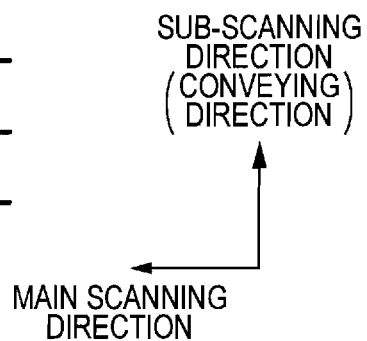 SUB-SCANNING
DIRECTION
(CONVEYING
DIRECTION)
MAIN SCANNING
DIRECTION